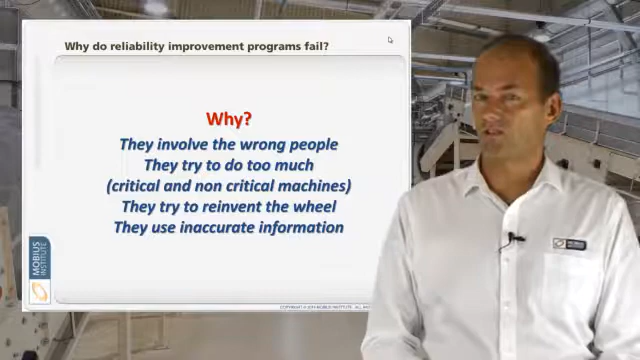 Why do reliability improvement programs fail?
Why?
They involve the wrong people
They try to do too much
(critical and non critical machines)
They try to reinvent the wheel
They use inaccurate information
MOBIUS
INSTITUTE
MOBIUS